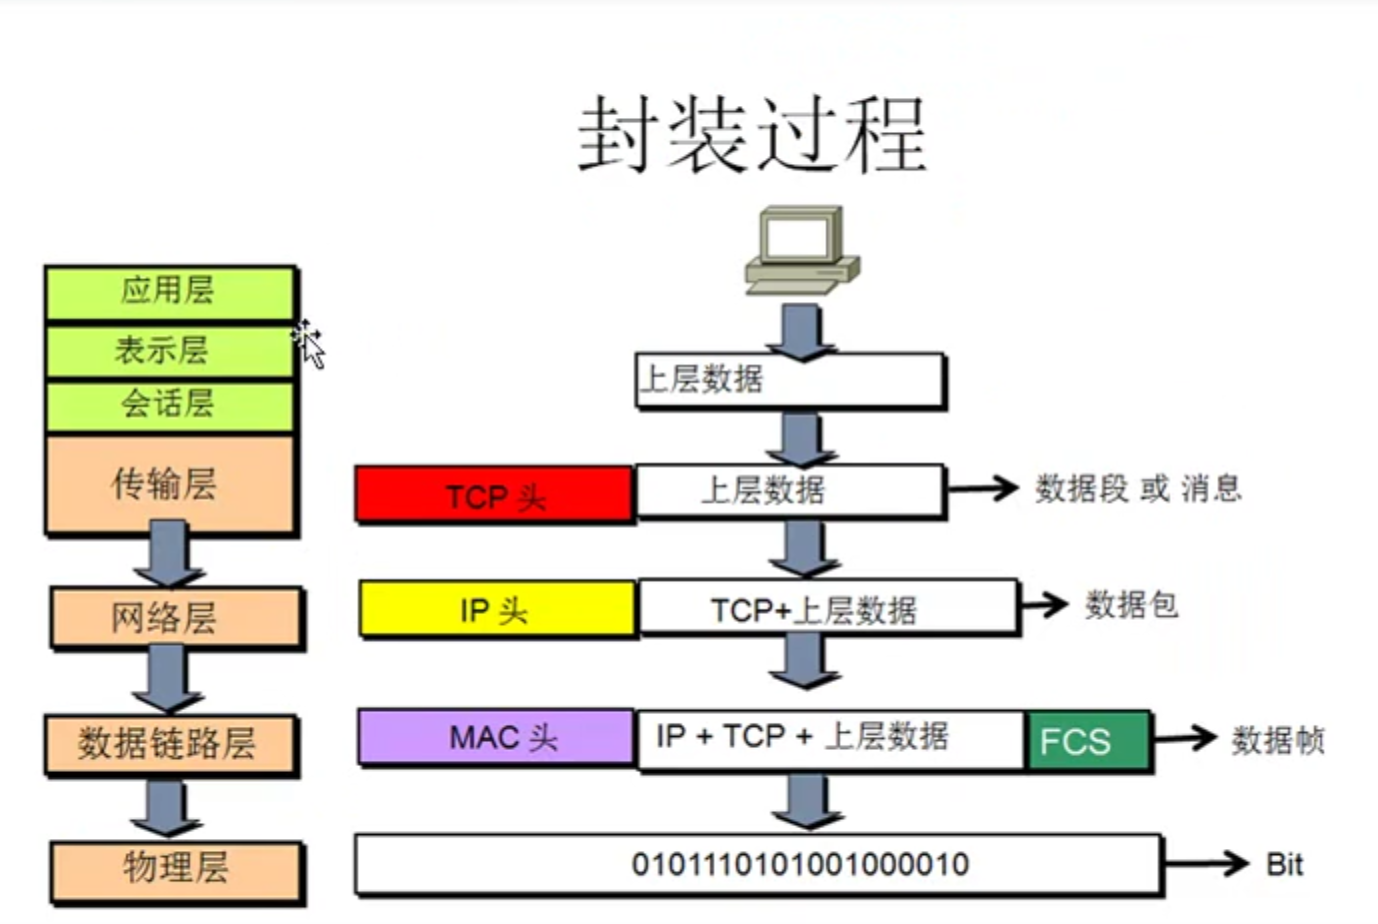 封装过程
应用层
表示层
会话层
传输层
网络层
数据链路层
物理层
上层数据
TCP 头
上层数据
数据段 或 消息
IP 头
TCP+上层数据
数据包
MAC 头
IP + TCP + 上层数据
FCS
数据帧
0101110101001000010
Bit